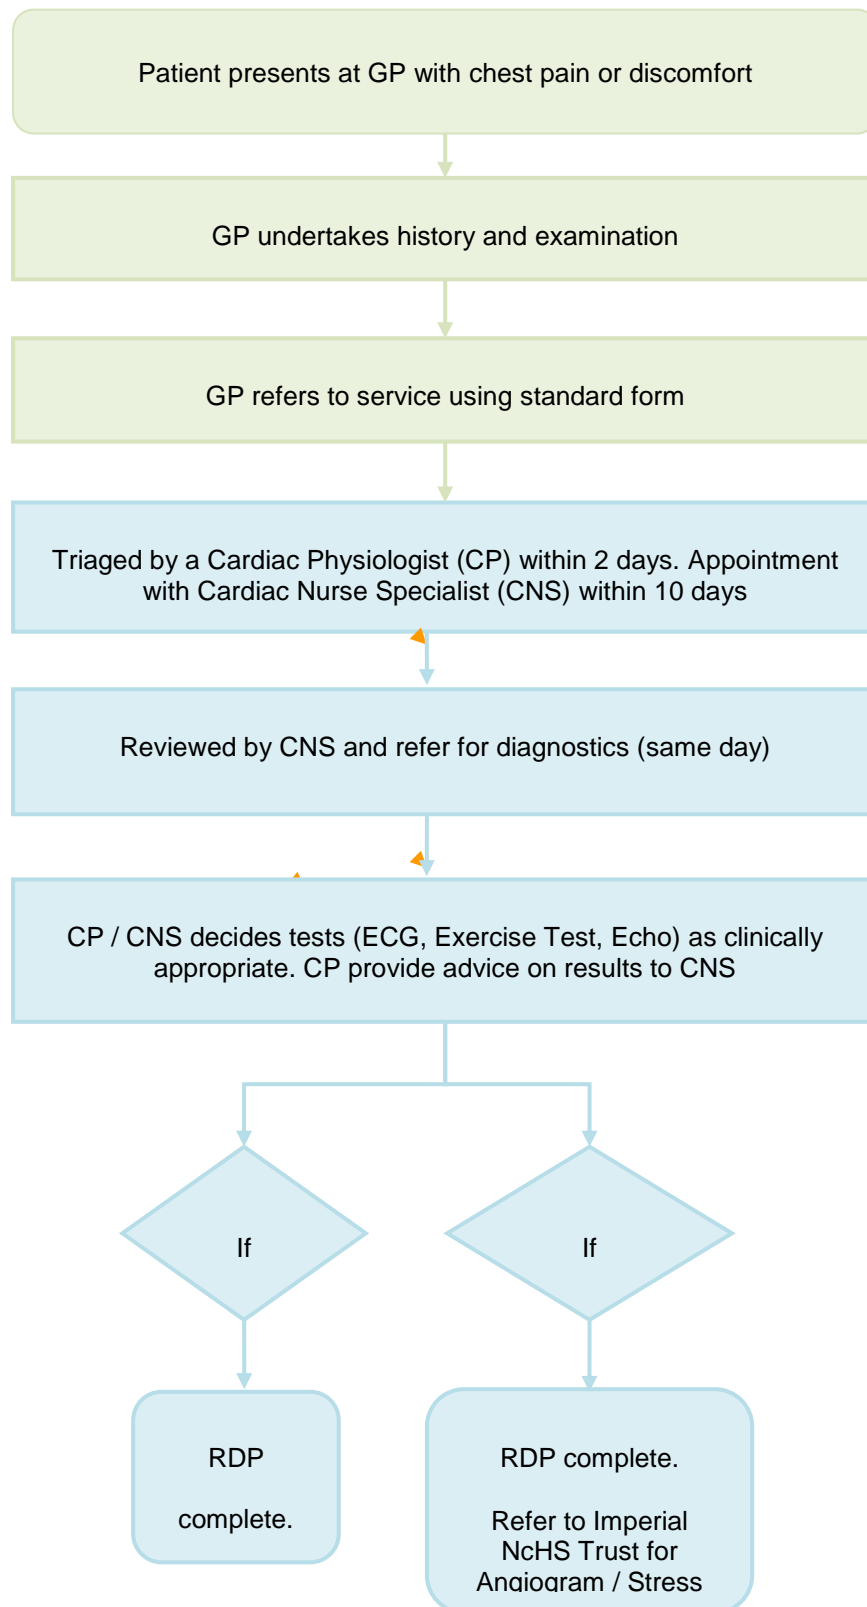 Patient presents at GP with chest pain or discomfort
GP undertakes history and examination
GP refers to service using standard form
Triaged by a Cardiac Physiologist (CP) within 2 days. Appointment
with Cardiac Nurse Specialist (CNS) within 10 days
Reviewed by CNS and refer for diagnostics (same day)
CP / CNS decides tests (ECG, Exercise Test, Echo) as clinically
appropriate. CP provide advice on results to CNS
If
If
RDP
complete.
RDP complete.
Refer to Imperial
NcHS Trust for
Angiogram / Stress